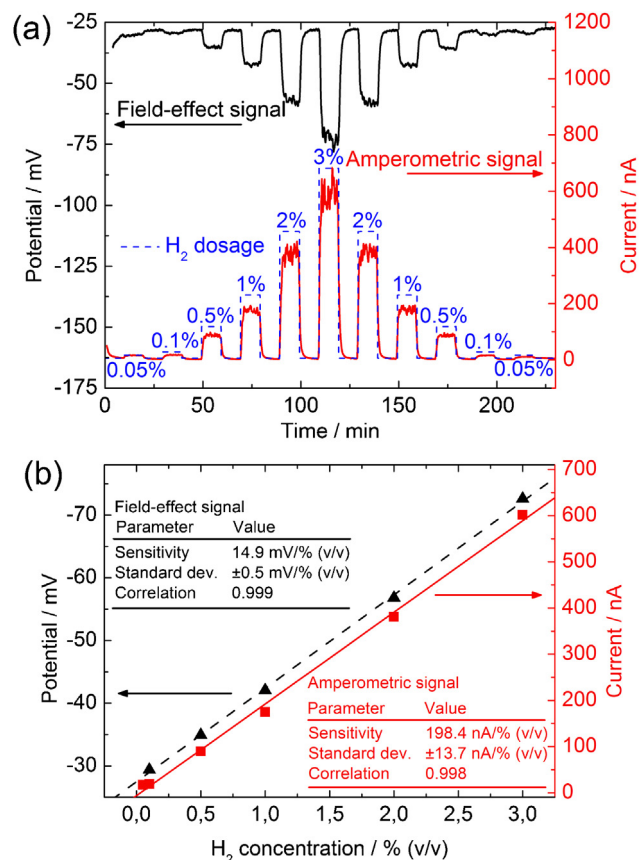 (a)
-25
-50
-75
-100
-125
-150
-175
Potential / mV
1200
1100
1000
900
800
700
600
400
200
0
Current / nA
Field-effect signal
Amperometric signal
3%
2%
2%
H2 dosage
1%
1%
0.5%
0.5%
0.1%
0.1%
0.05%
0.05%
0
50
100
150
200
Time / min
(b)
-70
-60
-50
-40
-30
Potential / mV
700
600
500
400
300
200
100
0
Current / nA
Field-effect signal
Parameter Value
Sensitivity 14.9 mV/% (v/v)
Standard dev. ±0.5 mV/% (v/v)
Correlation 0.999
Amperometric signal
Parameter Value
Sensitivity 198.4 nA/% (v/v)
Standard dev. ±13.7 nA/% (v/v)
Correlation 0.998
0,0 0,5 1,0 1,5 2,0 2,5 3,0
H2 concentration / % (v/v)